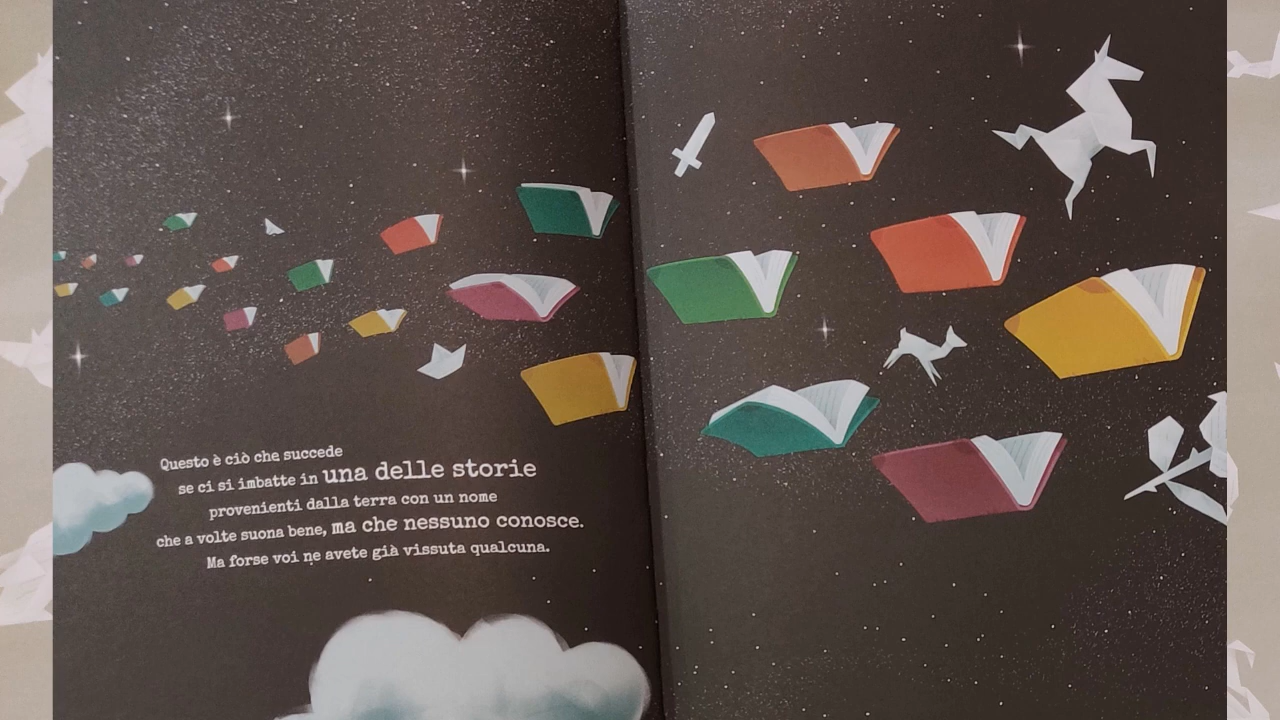 Questo è ciò che succede
se ci si imbatte in una delle storie
provenienti dalla terra con un nome
che a volte suona bene, ma che nessuno conosce.
Ma forse voi ne avete già vissuta qualcuna.